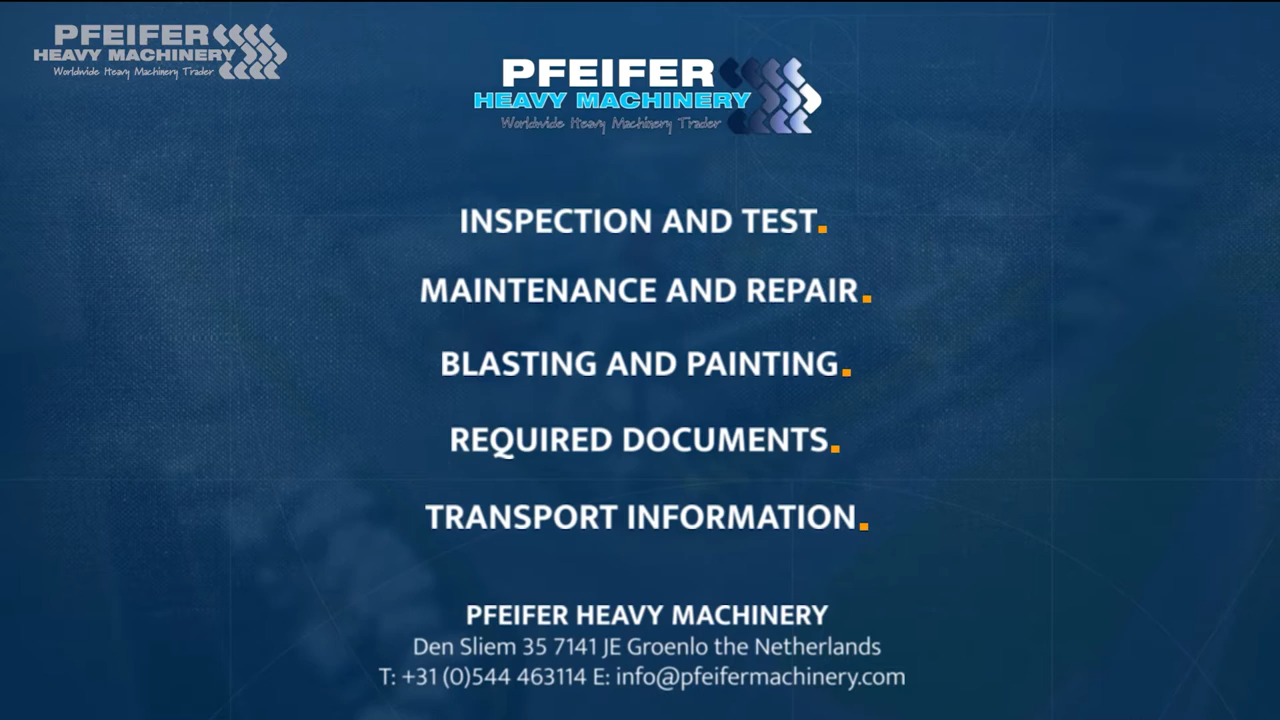 PFEIFER
HEAVY MACHINERY
Worldwide Heavy Machinery Trader
PFEIFER
HEAVY MACHINERY
Worldwide Heavy Machinery Trader
INSPECTION AND TEST.
MAINTENANCE AND REPAIR.
BLASTING AND PAINTING.
REQUIRED DOCUMENTS.
TRANSPORT INFORMATION.
PFEIFER HEAVY MACHINERY
Den Sliem 35 7141 JE Groenlo the Netherlands
T: +31 (0)544 463114 E: info@pfeifermachinery.com